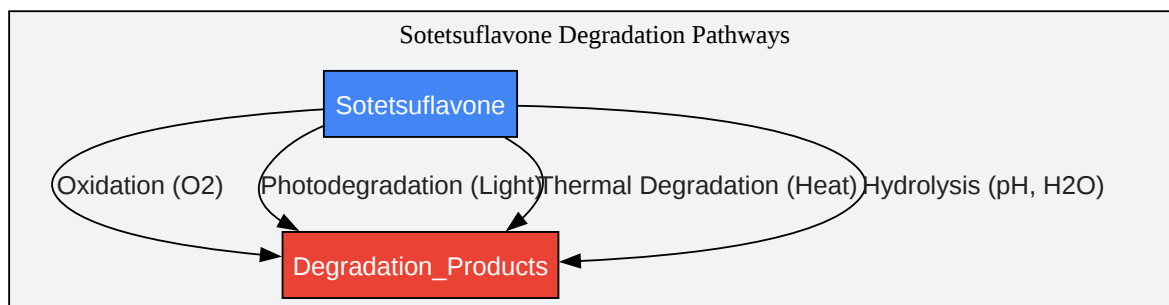 Sotetsuflavone Degradation Pathways
Sotetsuflavone
Oxidation (O2)
Photodegradation (Light)
Thermal Degradation (Heat)
Hydrolysis (pH, H2O)
Degradation_Products